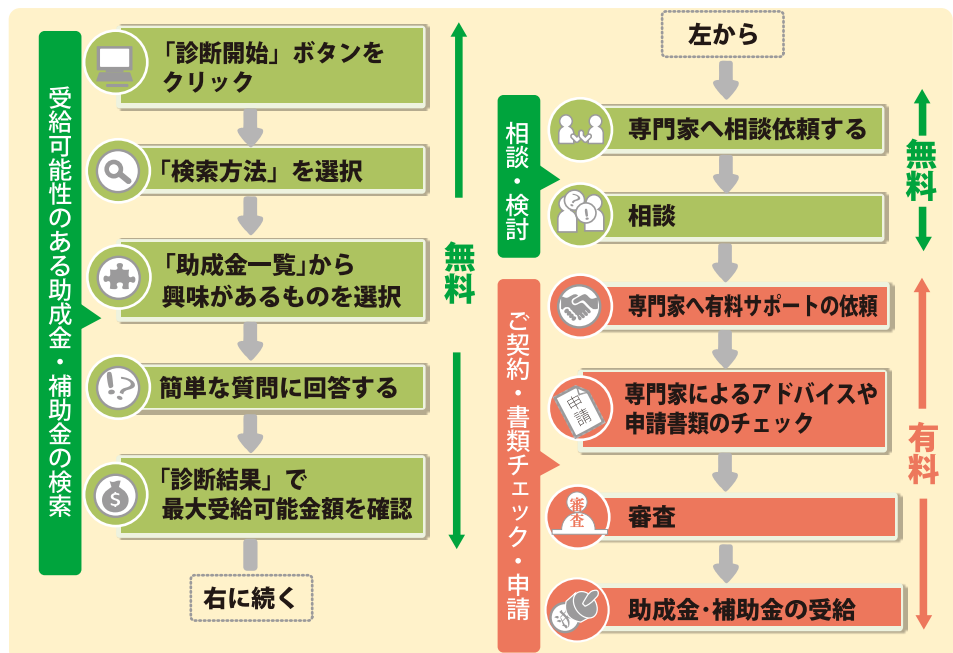 受給可能性のある助成金・補助金の検索
「診断開始」ボタンを
クリック
「検索方法」を選択
「助成金一覧」から
興味があるものを選択
簡単な質問に回答する
「診断結果」で
最大受給可能金額を確認
右に続く
無料
左から
相談・検討
専門家へ相談依頼する
相談
無料
ご契約・書類チェック・申請
専門家へ有料サポートの依頼
申請
専門家によるアドバイスや
申請書類のチェック
審査
審査
助成金・補助金の受給
有料